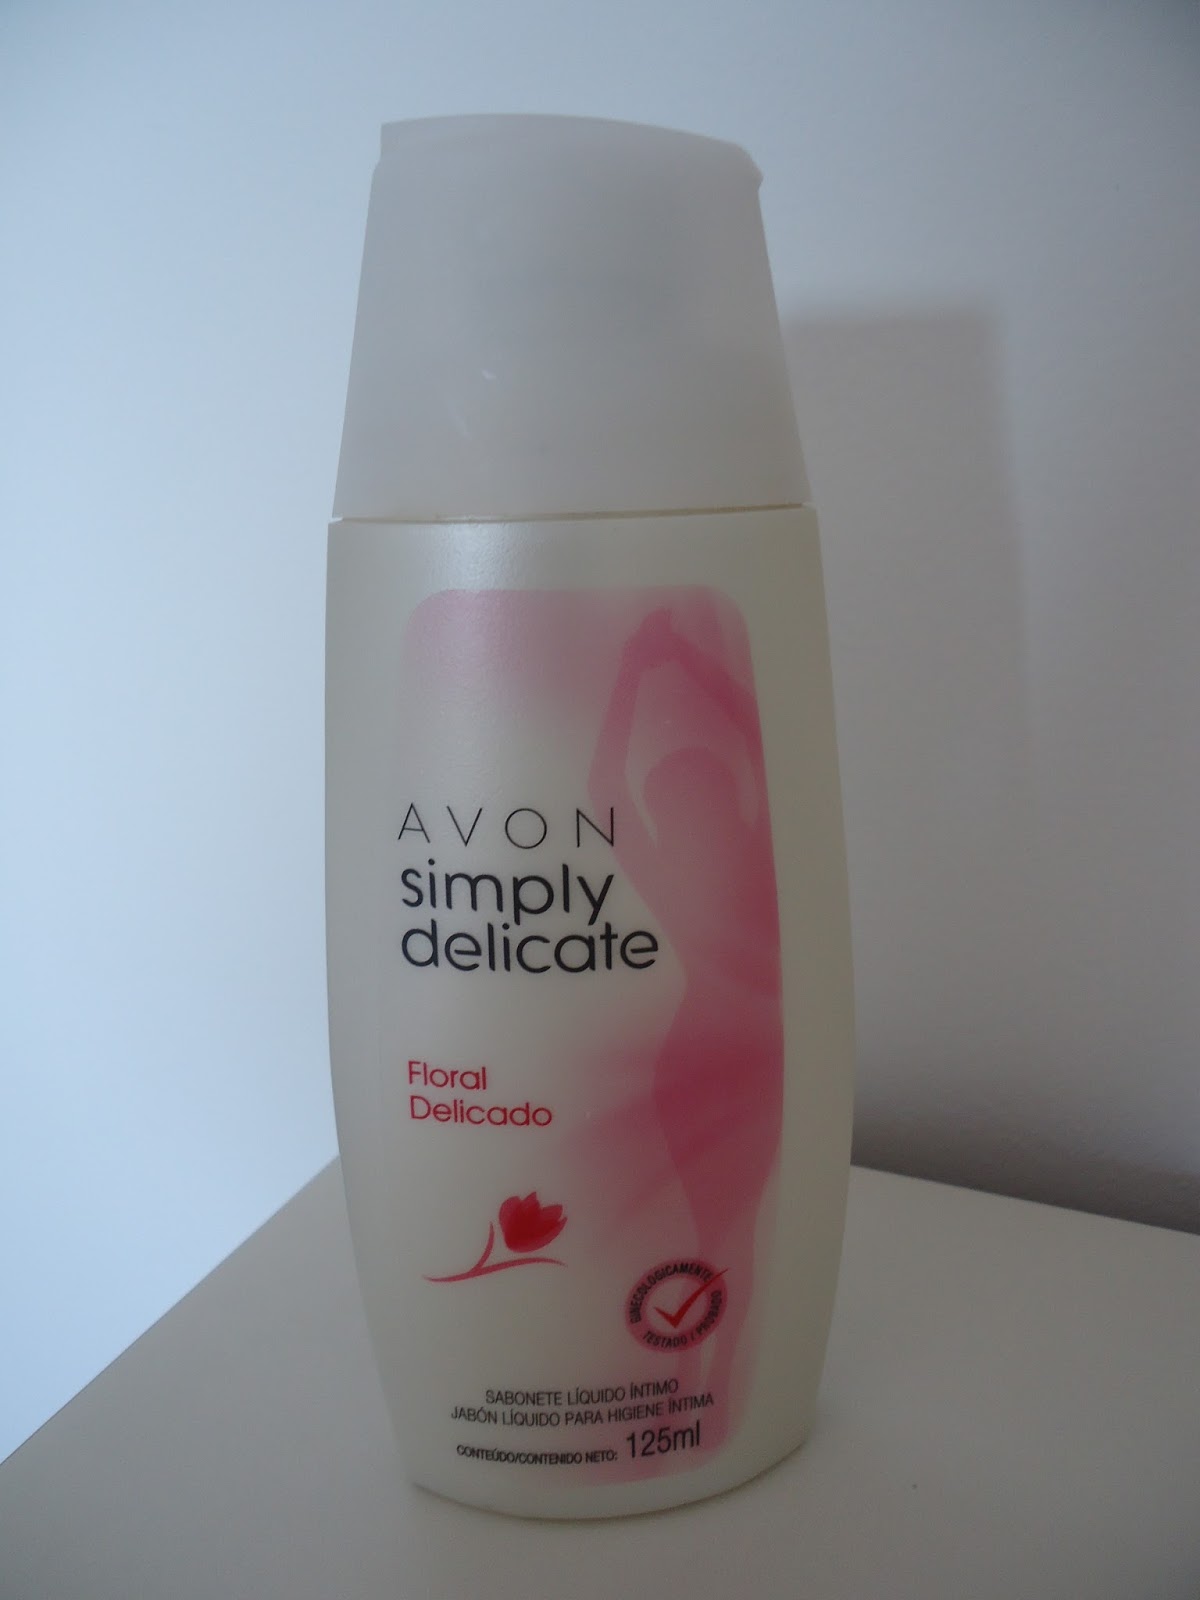 AVON
simply
delicate
Floral
Delicado
GINECOLOGICAMENTE
TESTADO / PROBADO
SABONETE LÍQUIDO ÍNTIMO
JABÓN LÍQUIDO PARA HIGIENE ÍNTIMA
CONTEÚDO/CONTENIDO NETO: 125ml